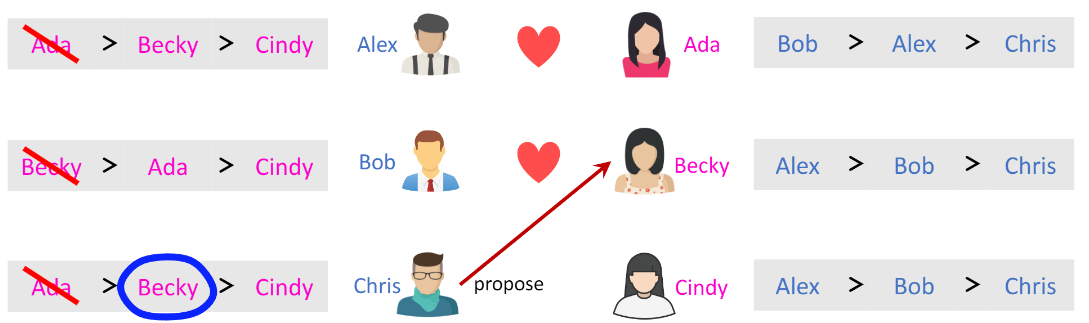 Ada > Becky > Cindy Alex Ada Bob > Alex > Chris
Becky > Ada > Cindy Bob Becky Alex > Bob > Chris
Ada > Becky > Cindy Chris propose Cindy Alex > Bob > Chris